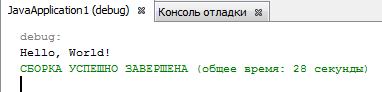 JavaApplication1 (debug) Консоль отладки
debug:
Hello, World!
СБОРКА УСПЕШНО ЗАВЕРШЕНА (общее время: 28 секунды)